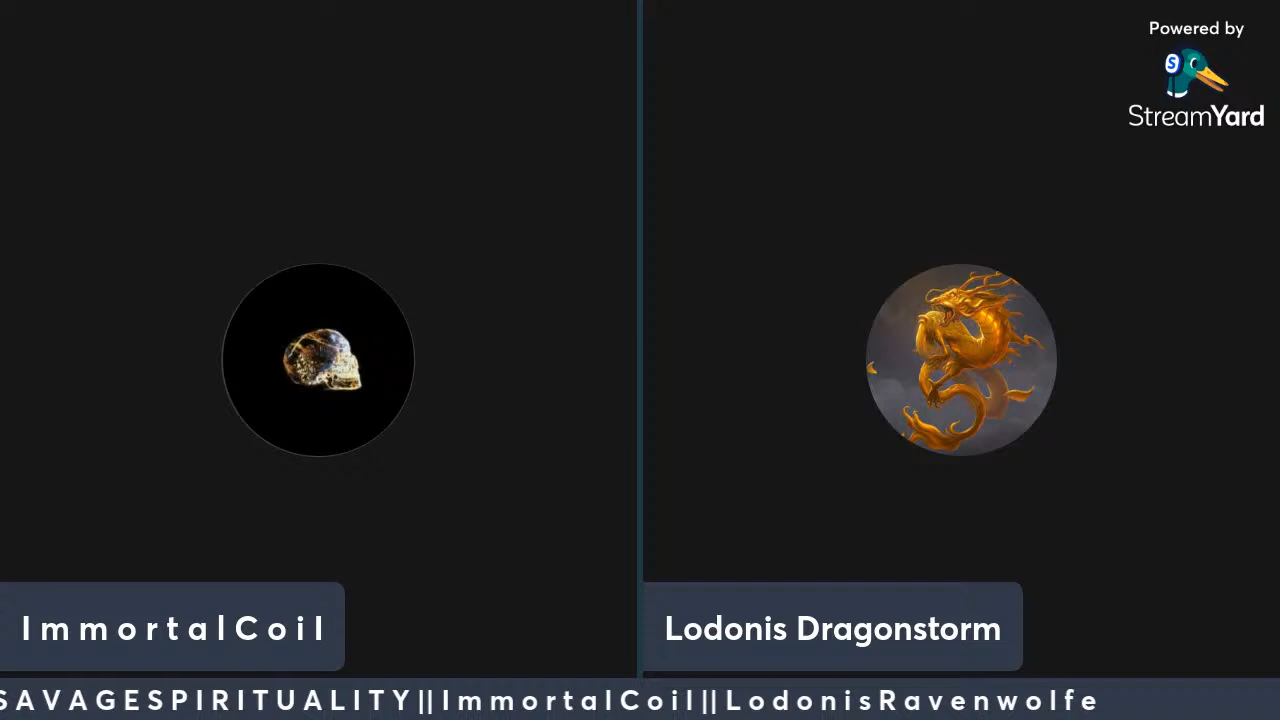 Powered by
S
StreamYard
I m m o r t a l C o i l
Lodonis Dragonstorm
S A V A G E S P I R I T U A L I T Y || I m m o r t a l C o i l || L o d o n i s R a v e n w o l f e